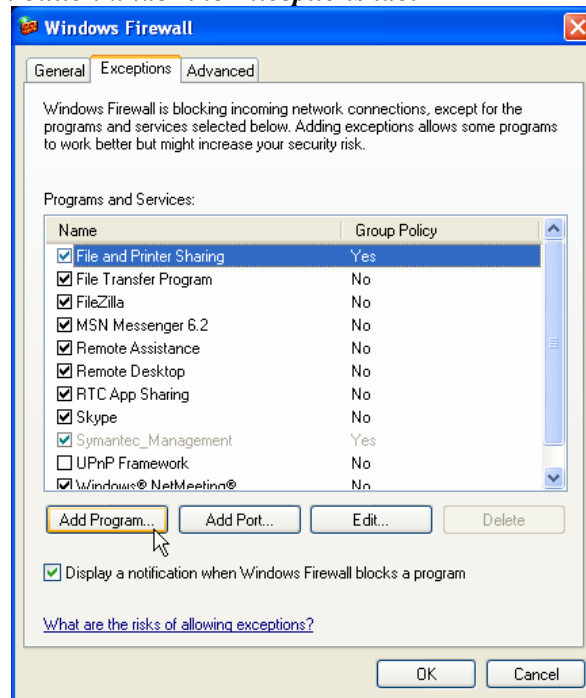 Windows Firewall
General Exceptions Advanced
Windows Firewall is blocking incoming network connections, except for the
programs and services selected below. Adding exceptions allows some programs
to work better but might increase your security risk.
Programs and Services:
Name Group Policy
File and Printer Sharing Yes
File Transfer Program No
FileZilla No
MSN Messenger 6.2 No
Remote Assistance No
Remote Desktop No
RTC App Sharing No
Skype No
Symantec_Management Yes
UPnP Framework No
Windows® NetMeeting® No
Add Program... Add Port... Edit... Delete
Display a notification when Windows Firewall blocks a program
What are the risks of allowing exceptions?
OK Cancel